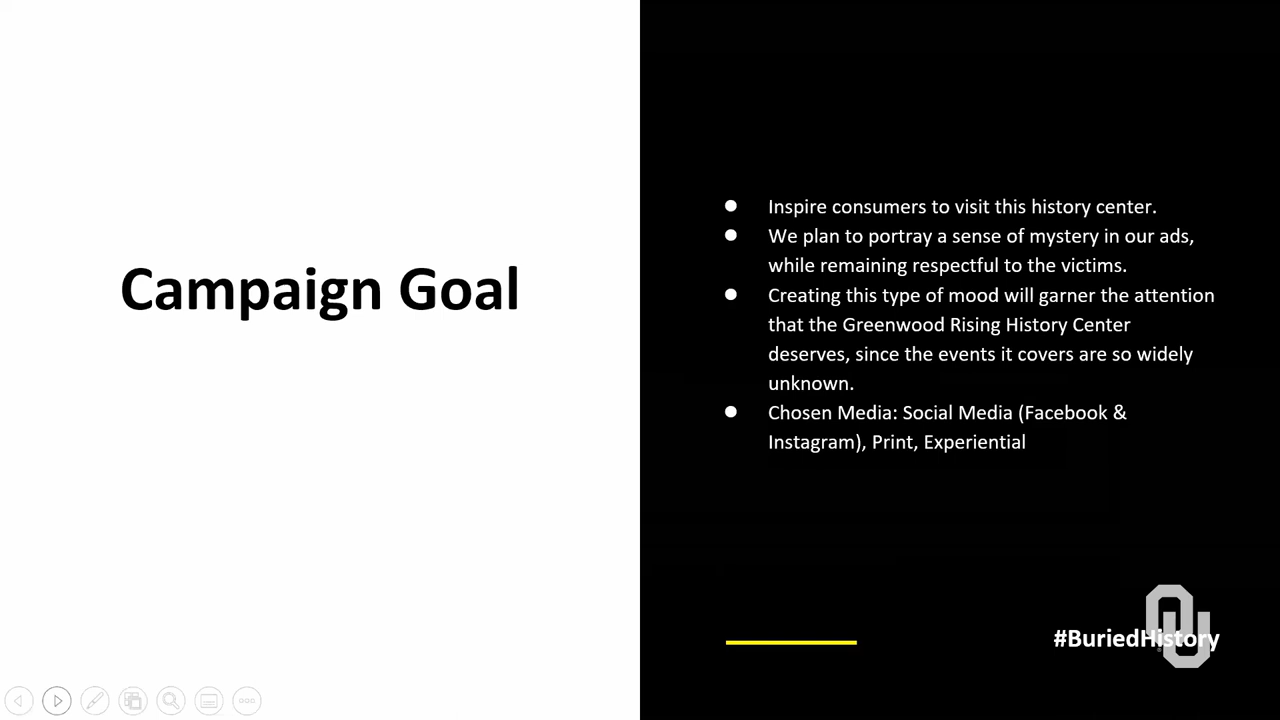 Campaign Goal
● Inspire consumers to visit this history center.
● We plan to portray a sense of mystery in our ads,
while remaining respectful to the victims.
● Creating this type of mood will garner the attention
that the Greenwood Rising History Center
deserves, since the events it covers are so widely
unknown.
● Chosen Media: Social Media (Facebook &
Instagram), Print, Experiential
#BuriedHistory
OU